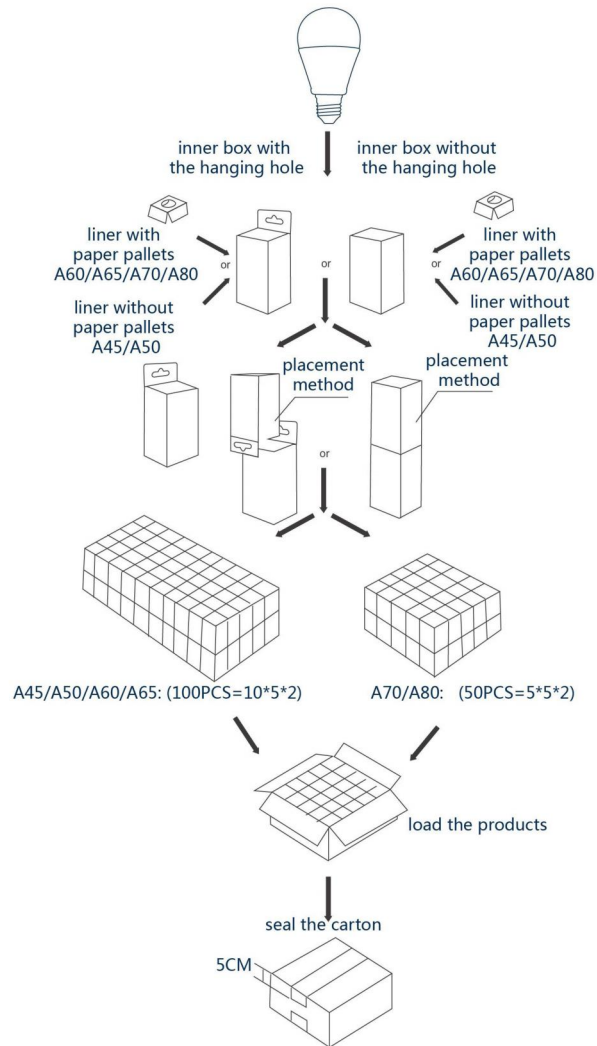 inner box with
the hanging hole
inner box without
the hanging hole
liner with
paper pallets
A60/A65/A70/A80
or
or
or
liner with
paper pallets
A60/A65/A70/A80
liner without
paper pallets
A45/A50
liner without
paper pallets
A45/A50
placement
method
placement
method
or
A45/A50/A60/A65: (100PCS=10*5*2)
A70/A80: (50PCS=5*5*2)
load the products
seal the carton
5CM